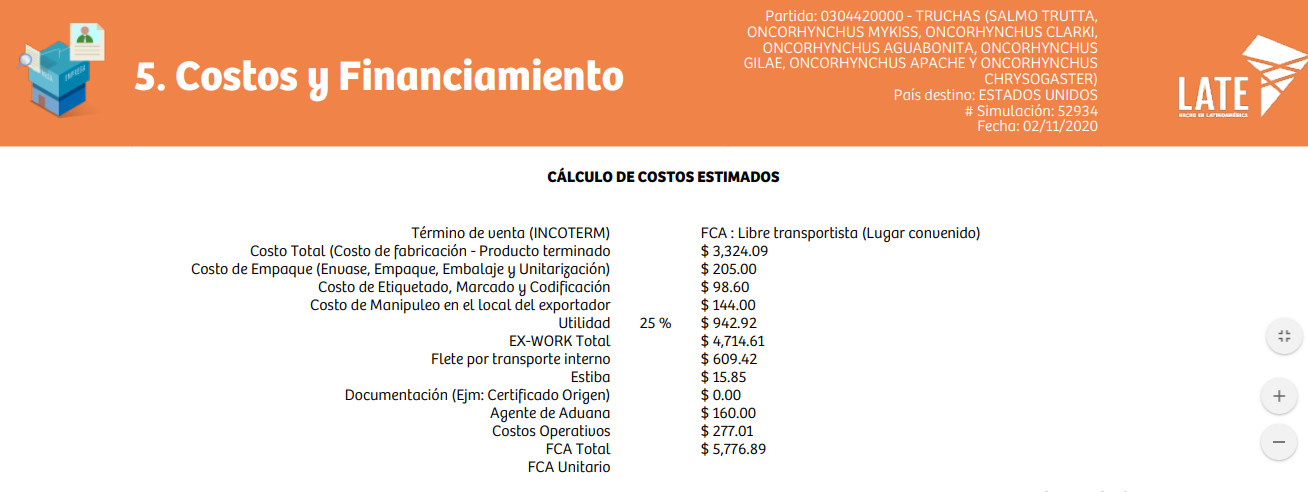 5. Costos y Financiamiento
Partida: 0304420000 - TRUCHAS (SALMO TRUTTA,
ONCORHYNCHUS MYKISS, ONCORHYNCHUS CLARKI,
ONCORHYNCHUS AGUABONITA, ONCORHYNCHUS
GILAE, ONCORHYNCHUS APACHE Y ONCORHYNCHUS
CHRYSOGASTER)
País destino: ESTADOS UNIDOS
# Simulación: 52934
Fecha: 02/11/2020
LATE
HECHO EN LATINOAMÉRICA
CÁLCULO DE COSTOS ESTIMADOS
Término de venta (INCOTERM) FCA : Libre transportista (Lugar convenido)
Costo Total (Costo de fabricación - Producto terminado $ 3,324.09
Costo de Empaque (Envase, Empaque, Embalaje y Unitarización) $ 205.00
Costo de Etiquetado, Marcado y Codificación $ 98.60
Costo de Manipuleo en el local del exportador $ 144.00
Utilidad 25 % $ 942.92
EX-WORK Total $ 4,714.61
Flete por transporte interno $ 609.42
Estiba $ 15.85
Documentación (Ejm: Certificado Origen) $ 0.00
Agente de Aduana $ 160.00
Costos Operativos $ 277.01
FCA Total $ 5,776.89
FCA Unitario